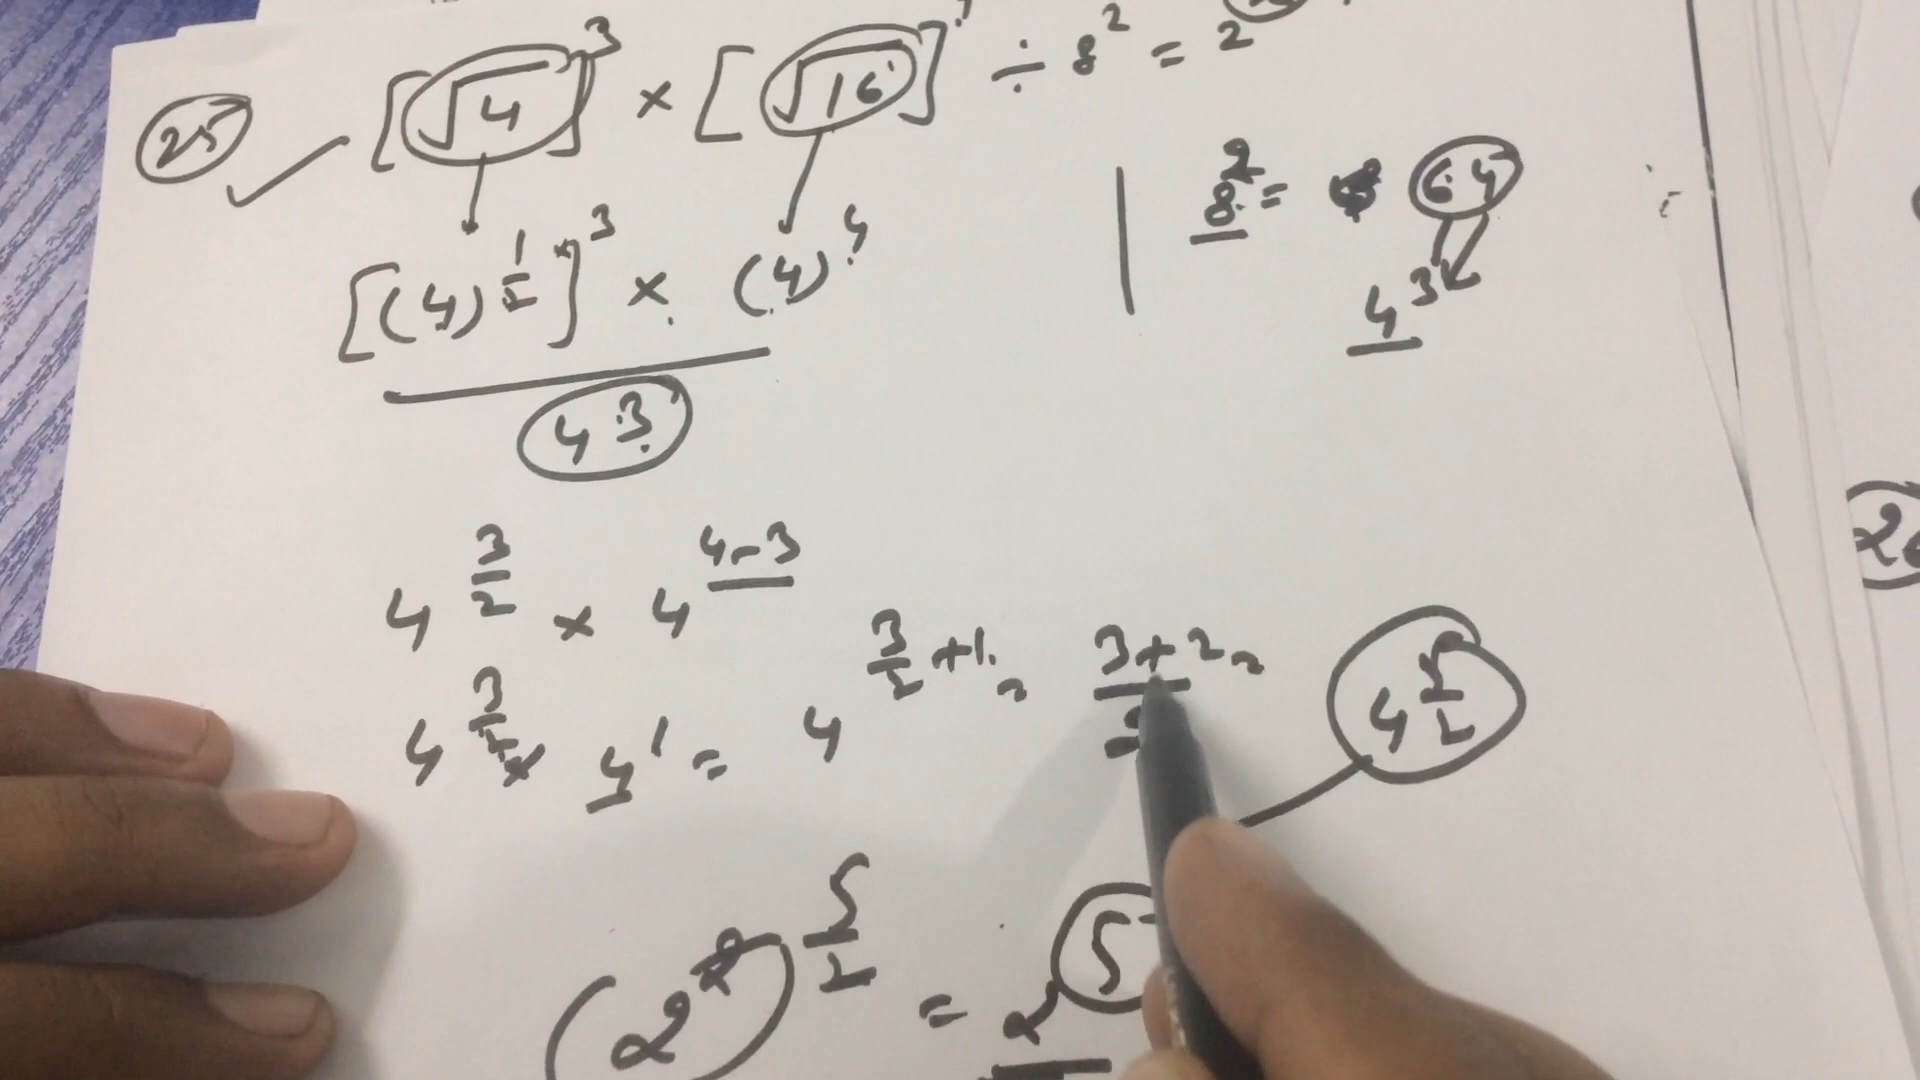 25 [√4]³ × [√16] ÷ 8² = 2
[(4)^1/2]³ × (4)⁴
8² = 64
4³
4³
4^3/2 × 4^4-3
4^3/2 × 4¹ = 4^3/2+1 = 3+2/2 = 4^5/2
(2²)^5/2 = 2⁵